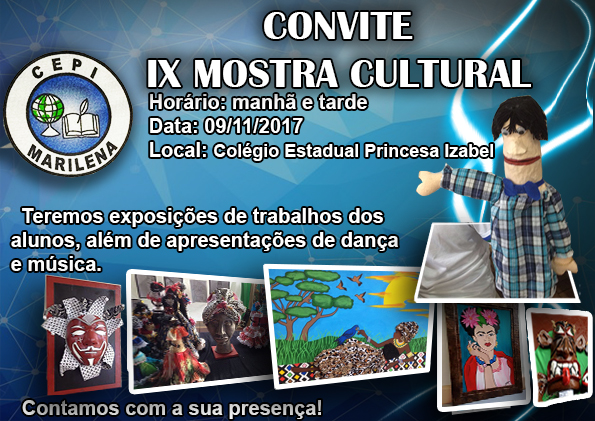 CONVITE
IX MOSTRA CULTURAL
CEPI
MARILENA
Horário: manhã e tarde
Data: 09/11/2017
Local: Colégio Estadual Princesa Izabel
Teremos exposições de trabalhos dos
alunos, além de apresentações de dança
e música.
Contamos com a sua presença!